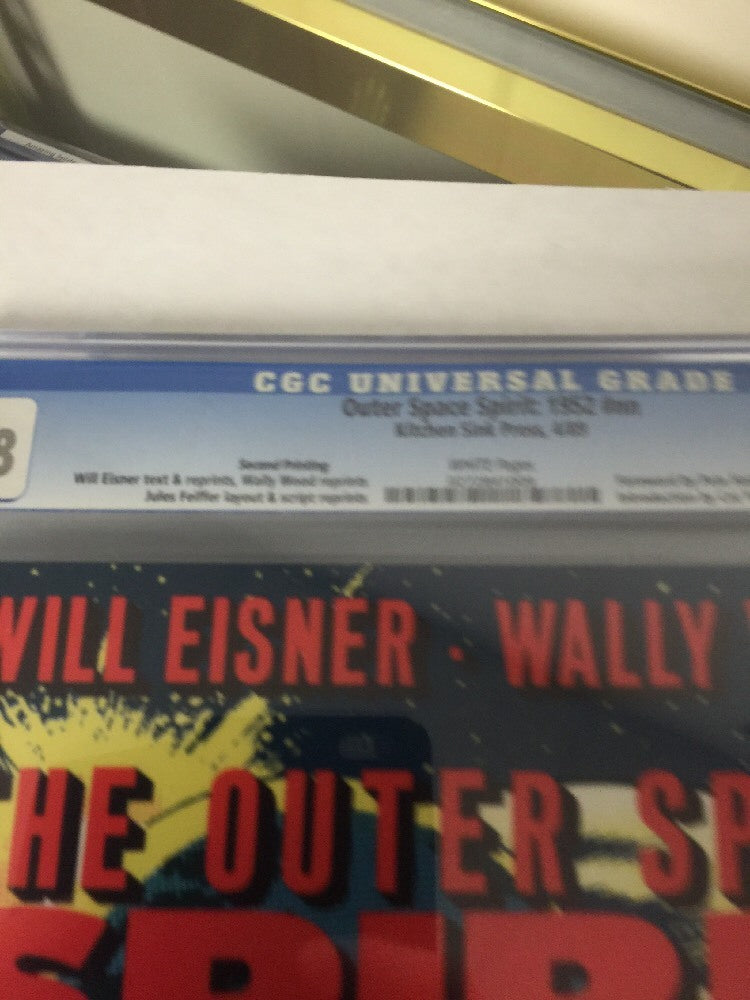 CGC UNIVERSAL GRADE
Outer Space Spirit: 1952 #nn
Kitchen Sink Press, 4/89
8
Second Printing
WHITE Pages
Will Eisner text & reprints, Wally Wood reprints
Jules Feiffer layout & script reprints
WILL EISNER · WALLY
THE OUTER SP